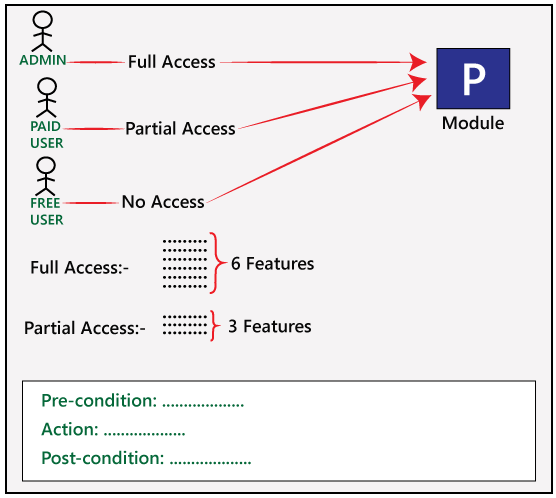 ADMIN Full Access
P
Module
PAID Partial Access
USER
FREE No Access
USER
Full Access:- 6 Features
Partial Access:- 3 Features
Pre-condition: ...................
Action: ...................
Post-condition: ...................